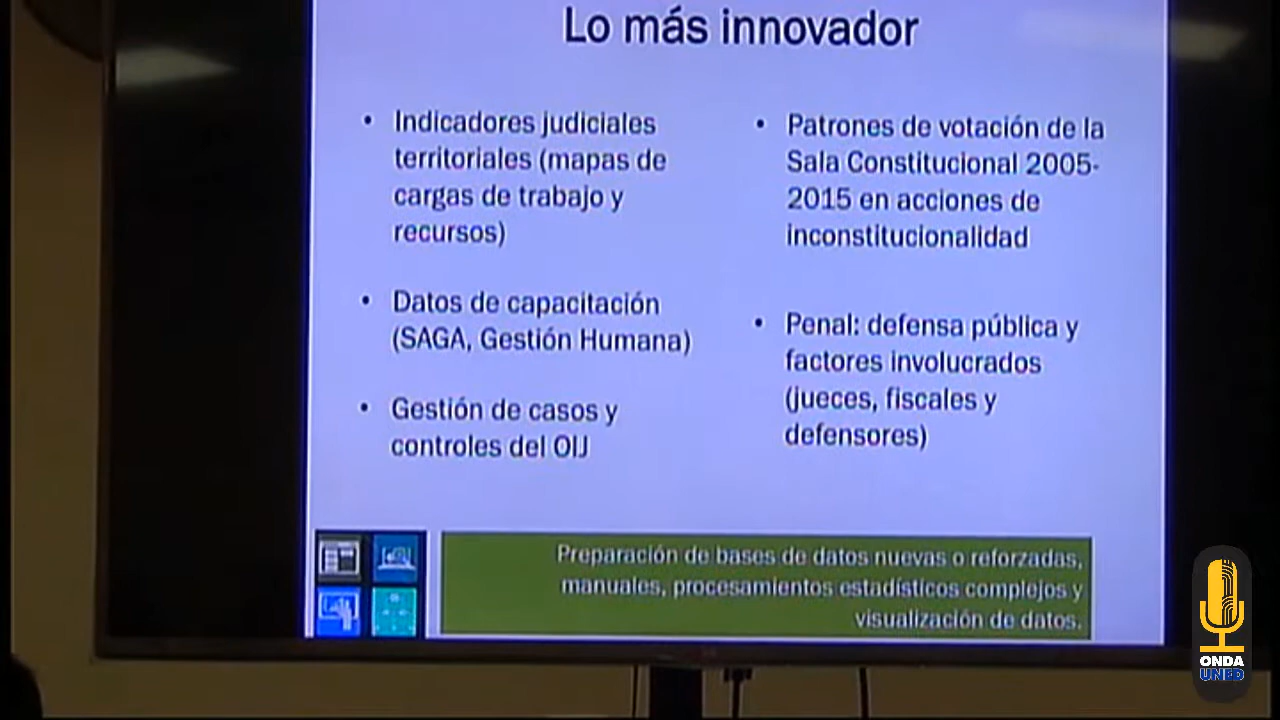 Lo más innovador
• Indicadores judiciales
territoriales (mapas de
cargas de trabajo y
recursos)
• Datos de capacitación
(SAGA, Gestión Humana)
• Gestión de casos y
controles del OIJ
• Patrones de votación de la
Sala Constitucional 2005-
2015 en acciones de
inconstitucionalidad
• Penal: defensa pública y
factores involucrados
(jueces, fiscales y
defensores)
Preparación de bases de datos nuevas o reforzadas,
manuales, procesamientos estadísticos complejos y
visualización de datos.
ONDA
UNED